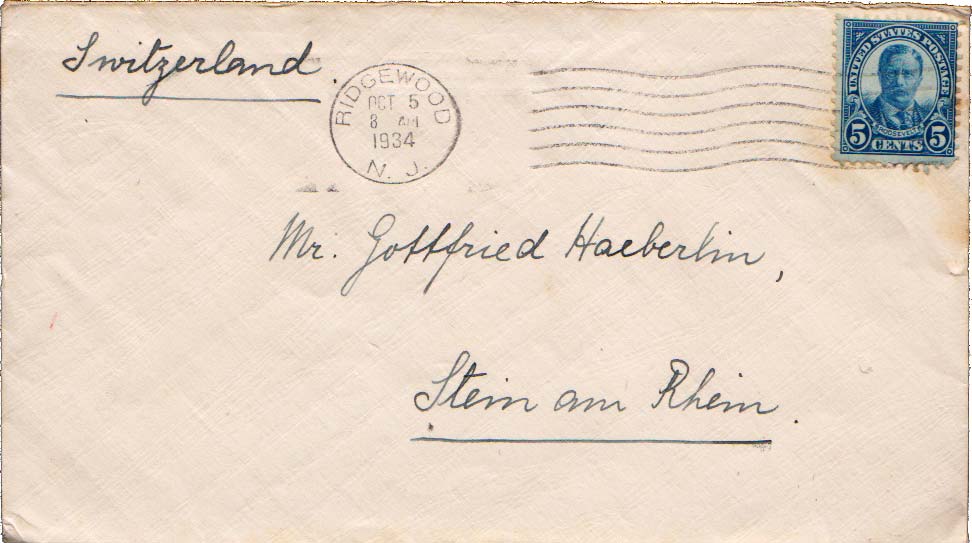 Switzerland.
RIDGEWOOD
OCT 5
8 AM
1934
N. J.
UNITED STATES POSTAGE
ROOSEVELT
5 CENTS 5
Mr. Gottfried Haeberlin,
Stein am Rhein.